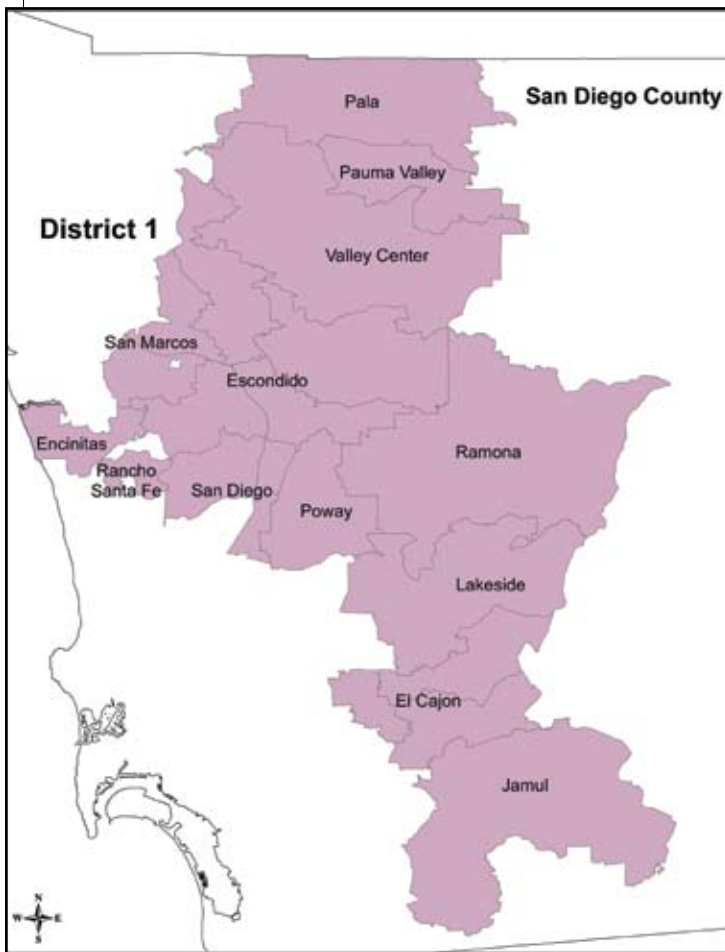 Pala
San Diego County
Pauma Valley
District 1
Valley Center
San Marcos
Escondido
Encinitas
Ramona
Rancho
Santa Fe
San Diego
Poway
Lakeside
El Cajon
Jamul
N
W E
S